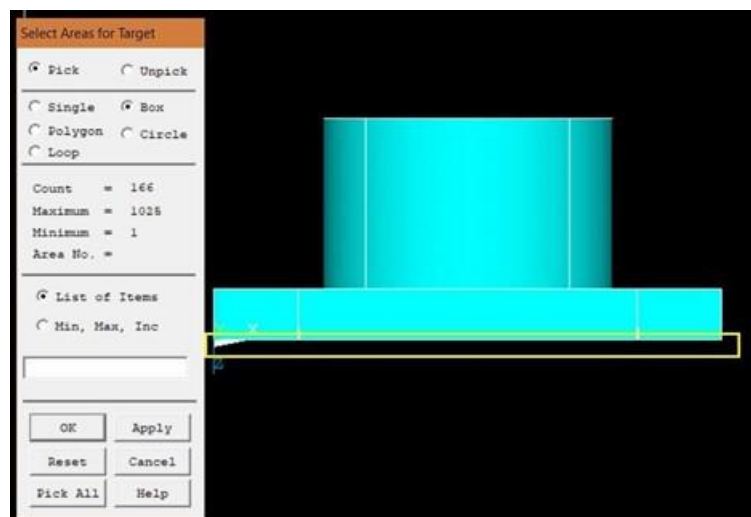 Select Areas for Target
Pick Unpick
Single Box
Polygon Circle
Loop
Count = 166
Maximum = 1025
Minimum = 1
Area No. =
List of Items
Min, Max, Inc
OK Apply
Reset Cancel
Pick All Help
X
Z